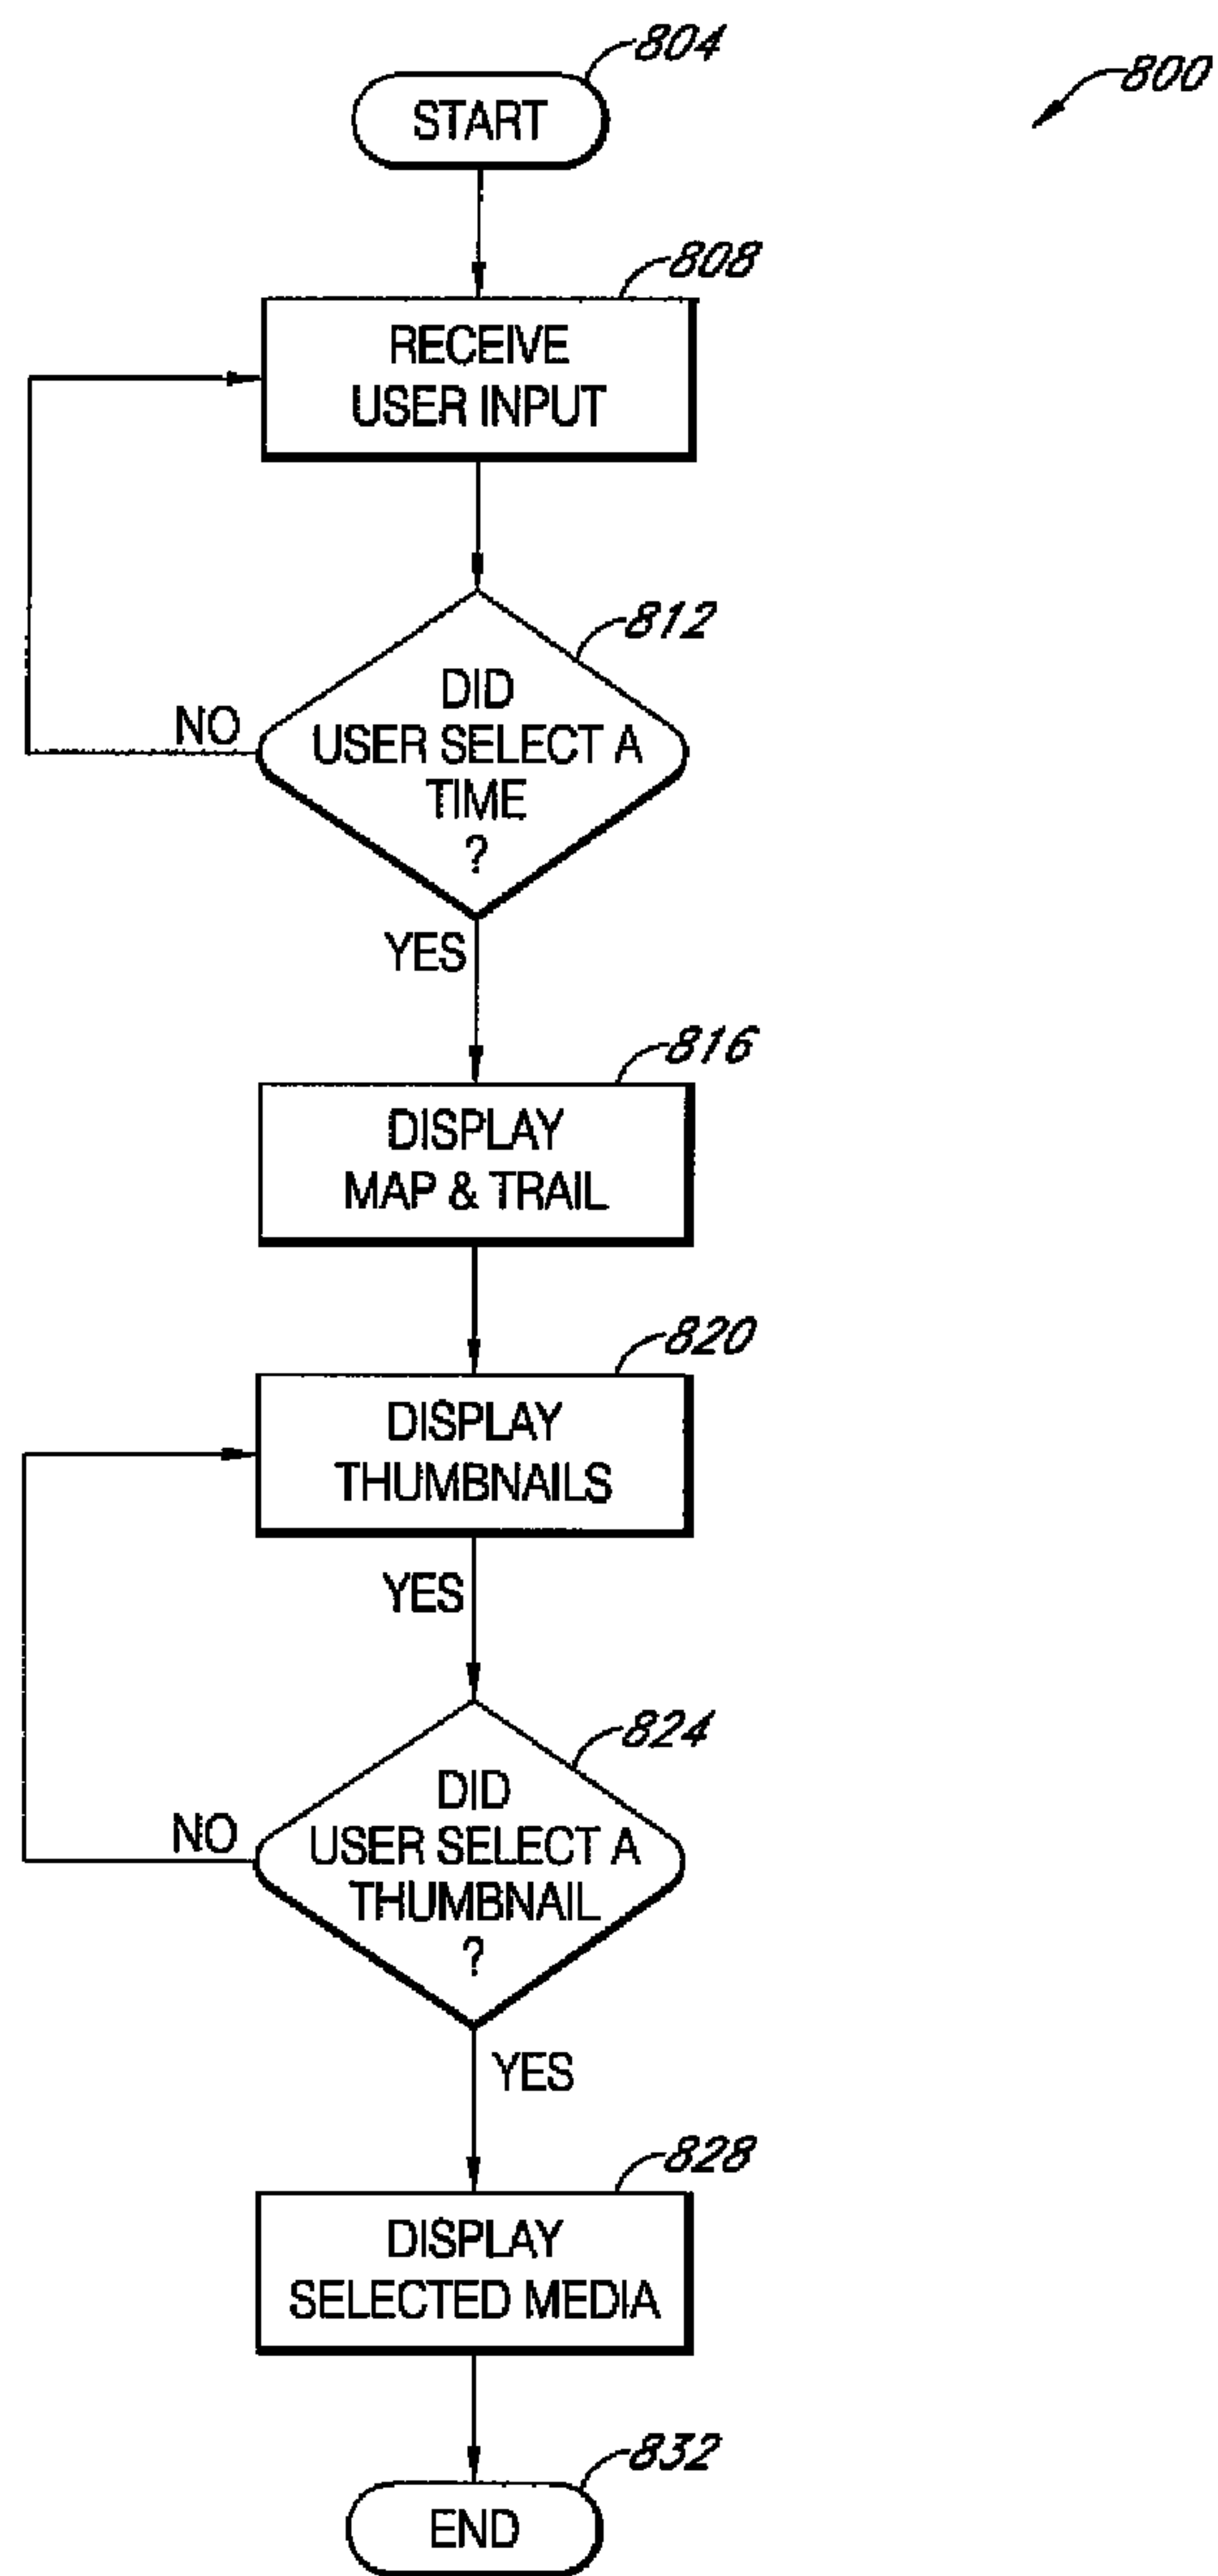 804
800
START
808
RECEIVE
USER INPUT
812
DID
USER SELECT A
TIME
?
NO
YES
816
DISPLAY
MAP & TRAIL
820
DISPLAY
THUMBNAILS
YES
824
DID
USER SELECT A
THUMBNAIL
?
NO
YES
828
DISPLAY
SELECTED MEDIA
832
END